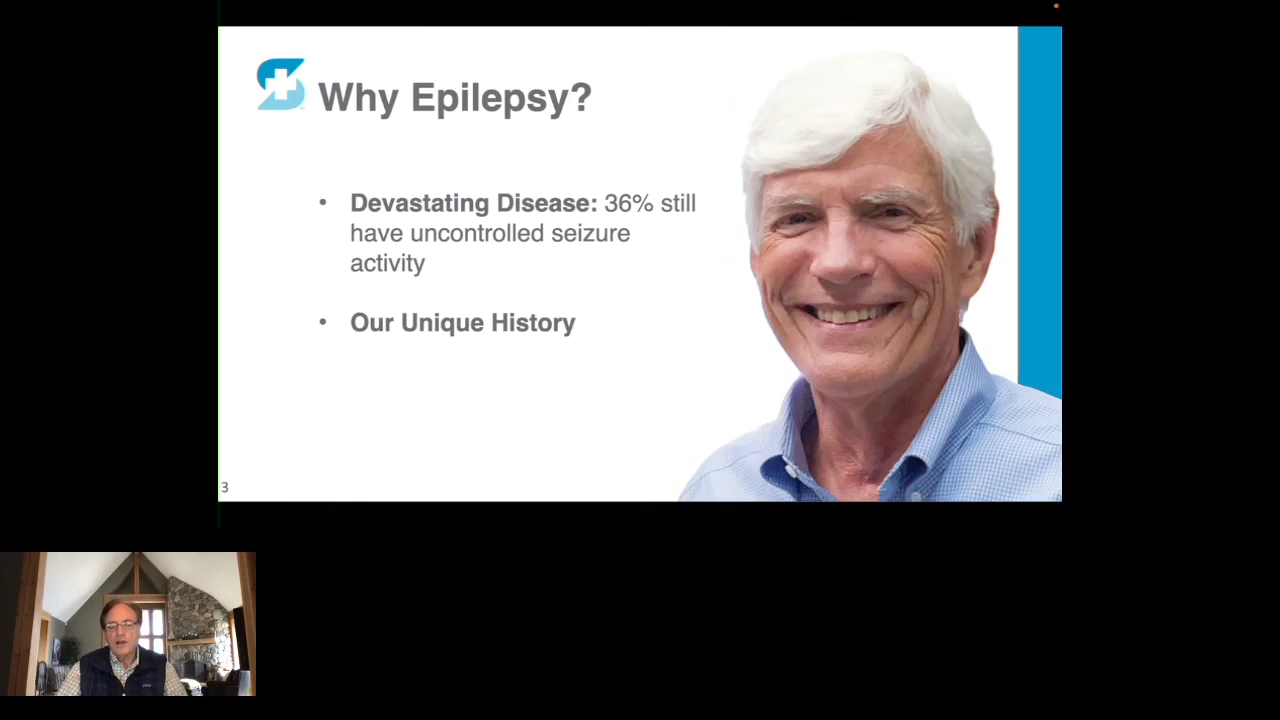 Why Epilepsy?
• Devastating Disease: 36% still
have uncontrolled seizure
activity
• Our Unique History
3